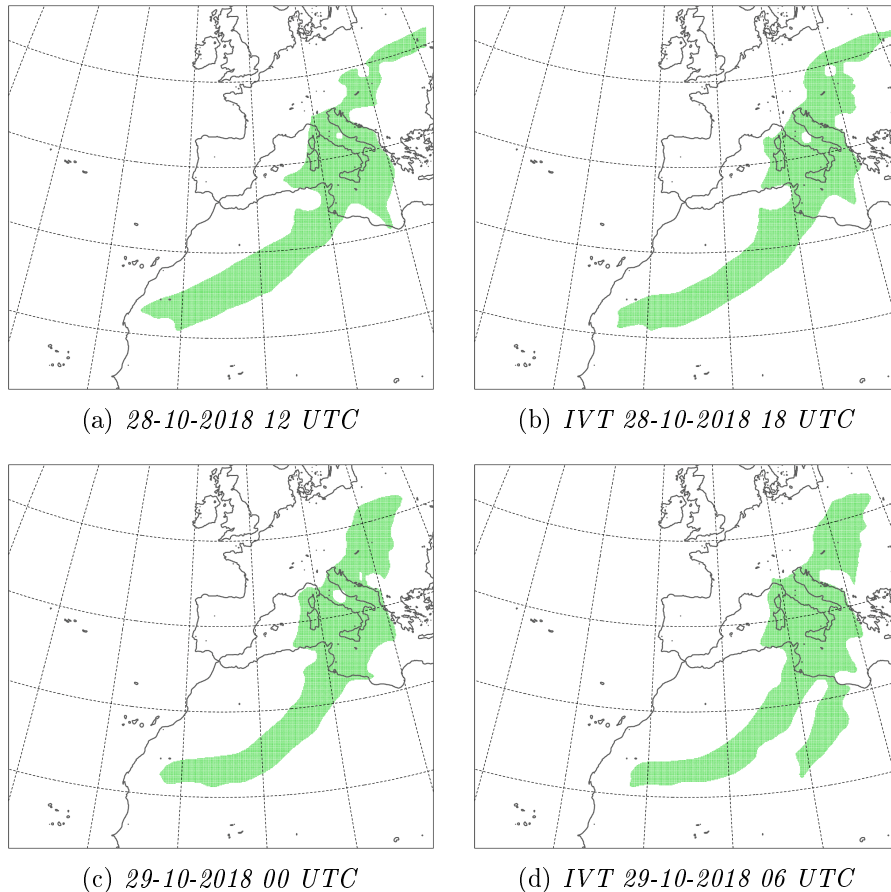 (a) 28-10-2018 12 UTC
(b) IVT 28-10-2018 18 UTC
(c) 29-10-2018 00 UTC
(d) IVT 29-10-2018 06 UTC